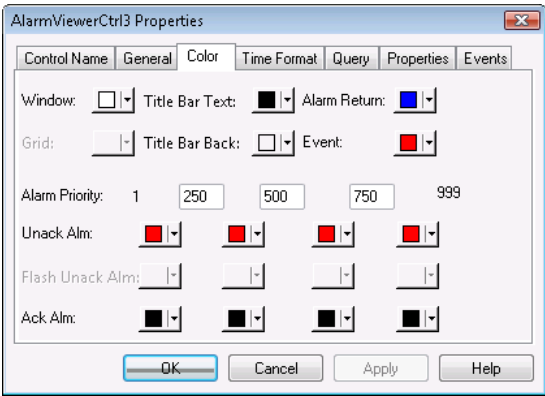 AlarmViewerCtrl3 Properties
Control Name General Color Time Format Query Properties Events
Window: Title Bar Text: Alarm Return:
Grid: Title Bar Back: Event:
Alarm Priority: 1 250 500 750 999
Unack Alm:
Flash Unack Alm:
Ack Alm:
OK Cancel Apply Help